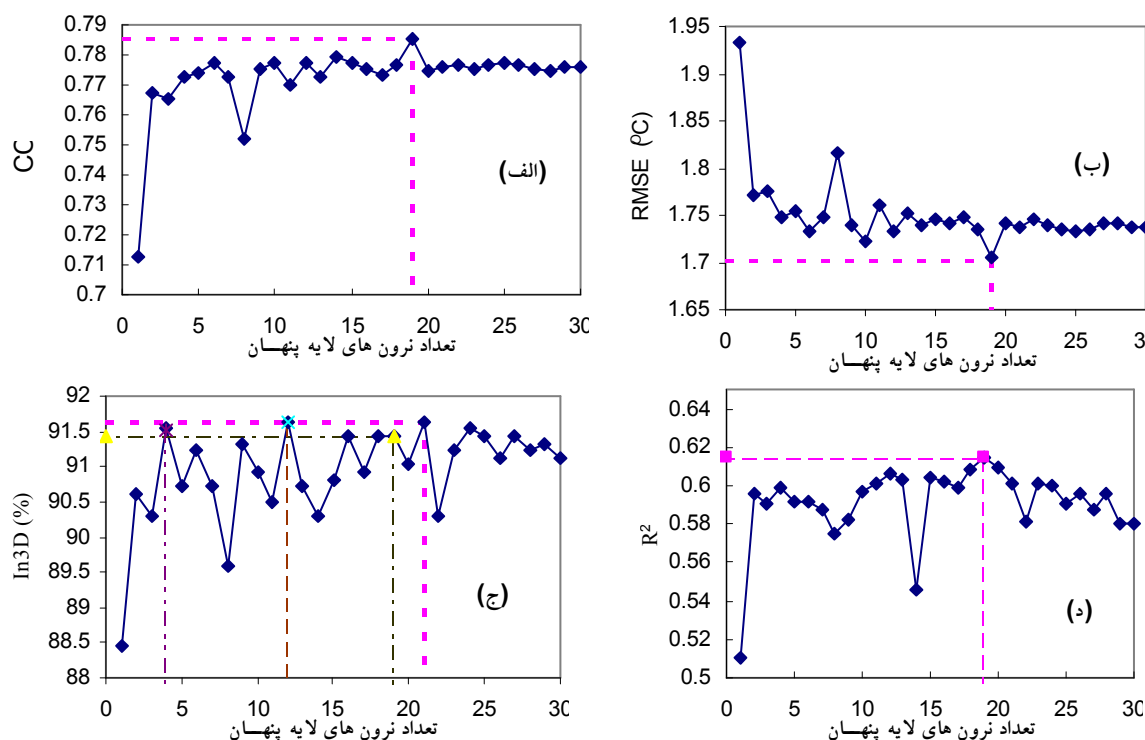 0.79
0.78
0.77
0.76
0.75
0.74
0.73
0.72
0.71
0.7
CC
(الف)
0 5 10 15 20 25 30
تعداد نرون های لایه پنهـــان
1.95
1.9
1.85
1.8
1.75
1.7
1.65
RMSE (ºC)
(ب)
0 5 10 15 20 25 30
تعداد نرون های لایه پنهـــان
92
91.5
91
90.5
90
89.5
89
88.5
88
In3D (%)
(ج)
0 5 10 15 20 25 30
تعداد نرون های لایه پنهـــان
0.64
0.62
0.6
0.58
0.56
0.54
0.52
0.5
R²
(د)
0 5 10 15 20 25 30
تعداد نرون های لایه پنهـــان